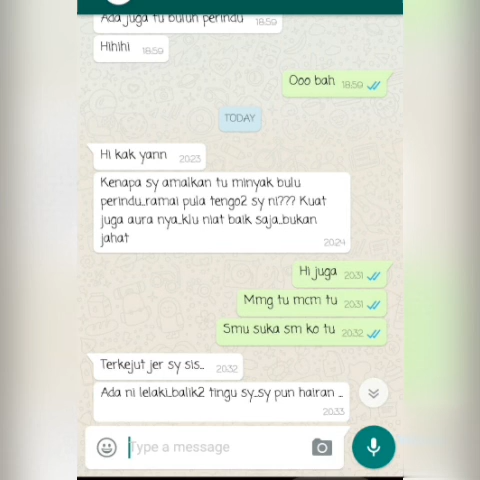 Ada juga tu buluh perindu 18:59
Hihihi 18:59
Ooo bah 18:59
TODAY
Hi kak yann 20:23
Kenapa sy amalkan tu minyak bulu
perindu..ramai pula tengo2 sy ni??? Kuat
juga aura nya..klu niat baik saja..bukan
jahat
20:24
Hi juga 20:31
Mmg tu mcm tu 20:31
Smu suka sm ko tu 20:32
Terkejut jer sy sis.. 20:32
Ada ni lelaki..balik2 tingu sy..sy pun hairan ..
20:33
Type a message